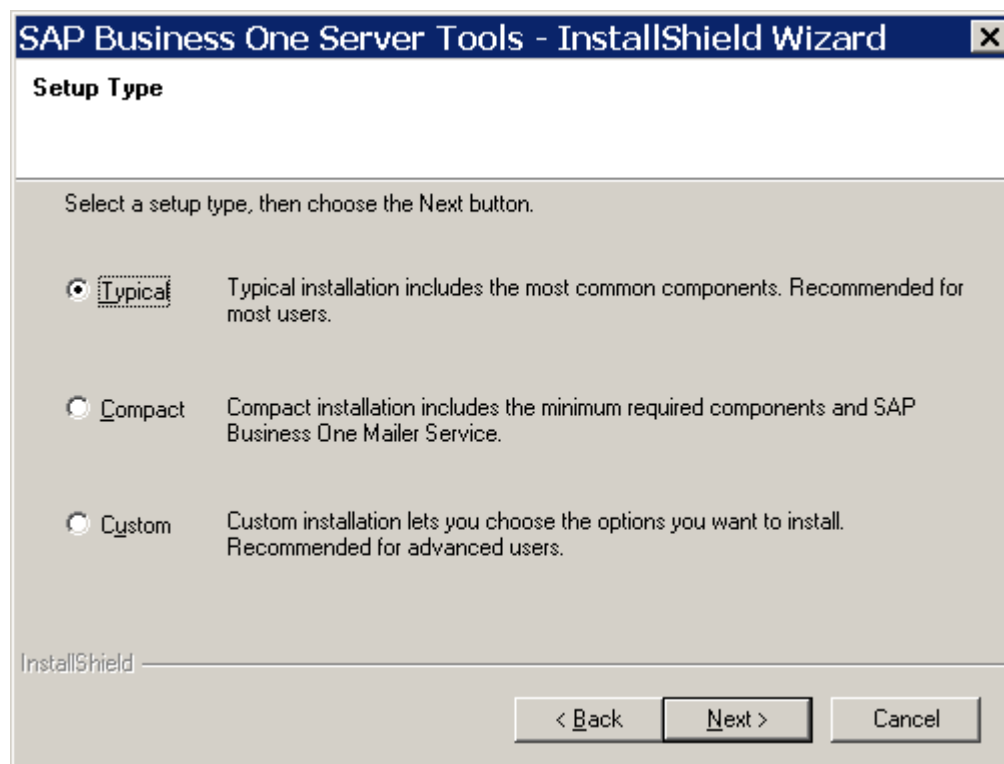 SAP Business One Server Tools - InstallShield Wizard
Setup Type
Select a setup type, then choose the Next button.
Typical
Typical installation includes the most common components. Recommended for
most users.
Compact
Compact installation includes the minimum required components and SAP
Business One Mailer Service.
Custom
Custom installation lets you choose the options you want to install.
Recommended for advanced users.
InstallShield
< Back
Next >
Cancel